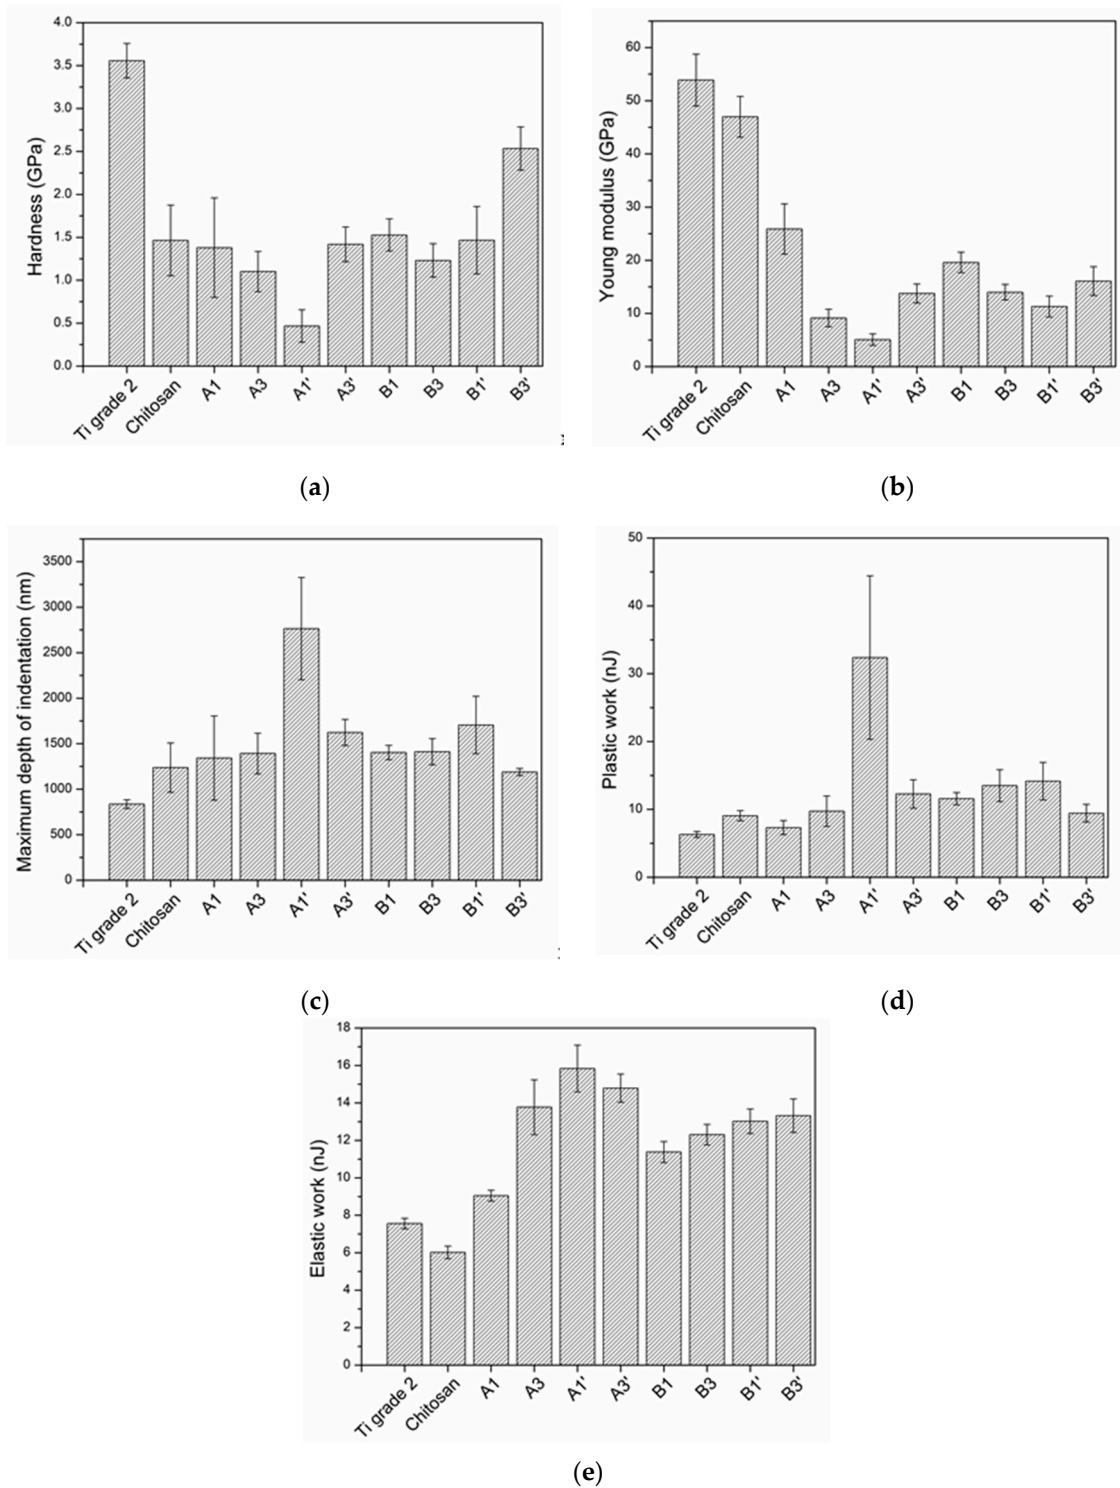 Hardness (GPa)
4.0
3.5
3.0
2.5
2.0
1.5
1.0
0.5
0.0
Ti grade 2
Chitosan
A1
A3
A1'
A3'
B1
B3
B1'
B3'
(a)
Young modulus (GPa)
60
50
40
30
20
10
0
Ti grade 2
Chitosan
A1
A3
A1'
A3'
B1
B3
B1'
B3'
(b)
Maximum depth of indentation (nm)
3500
3000
2500
2000
1500
1000
500
0
Ti grade 2
Chitosan
A1
A3
A1'
A3'
B1
B3
B1'
B3'
(c)
Plastic work (nJ)
50
40
30
20
10
0
Ti grade 2
Chitosan
A1
A3
A1'
A3'
B1
B3
B1'
B3'
(d)
Elastic work (nJ)
18
16
14
12
10
8
6
4
2
0
Ti grade 2
Chitosan
A1
A3
A1'
A3'
B1
B3
B1'
B3'
(e)